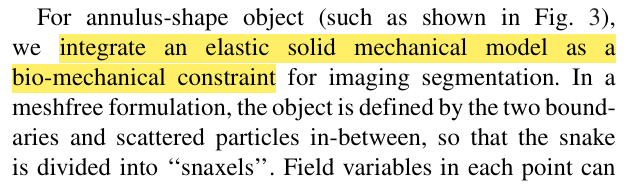 For annulus-shape object (such as shown in Fig. 3),
we integrate an elastic solid mechanical model as a
bio-mechanical constraint for imaging segmentation. In a
meshfree formulation, the object is defined by the two bound-
aries and scattered particles in-between, so that the snake
is divided into ‘‘snaxels’’. Field variables in each point can